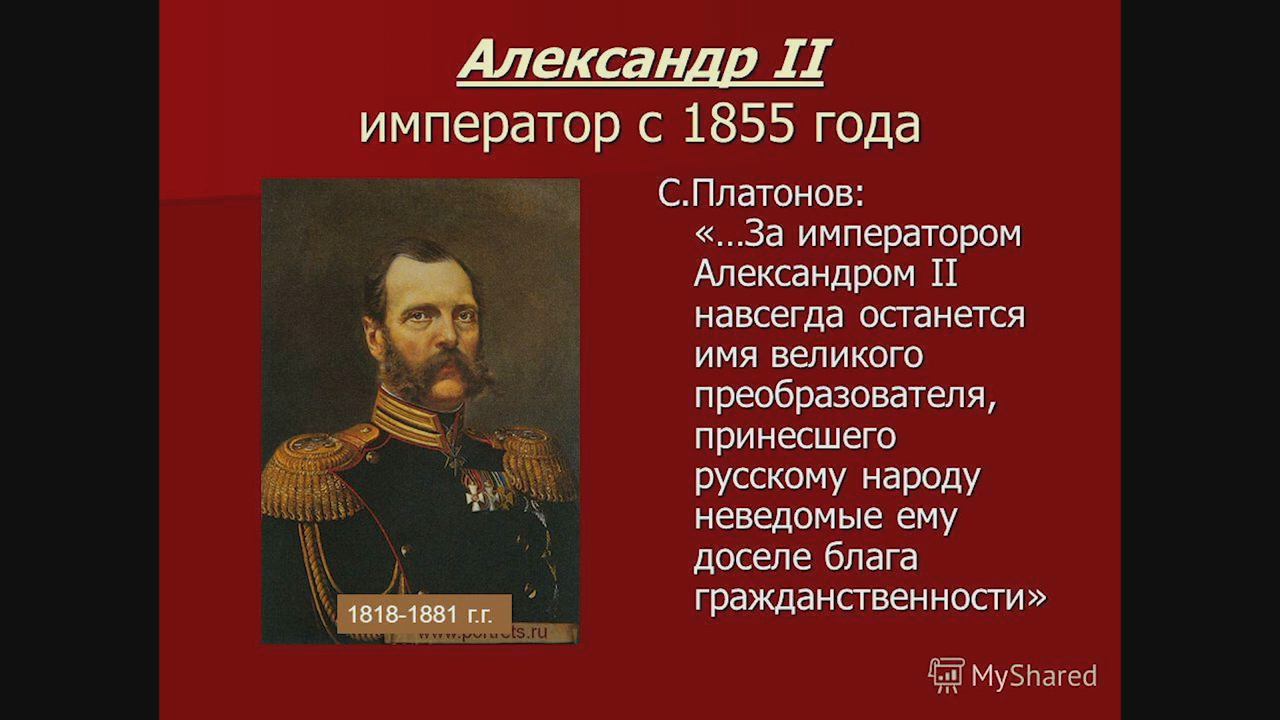 Александр II
император с 1855 года
С.Платонов:
«…За императором
Александром II
навсегда останется
имя великого
преобразователя,
принесшего
русскому народу
неведомые ему
доселе блага
гражданственности»
1818-1881 г.г.
www.portrets.ru
MyShared